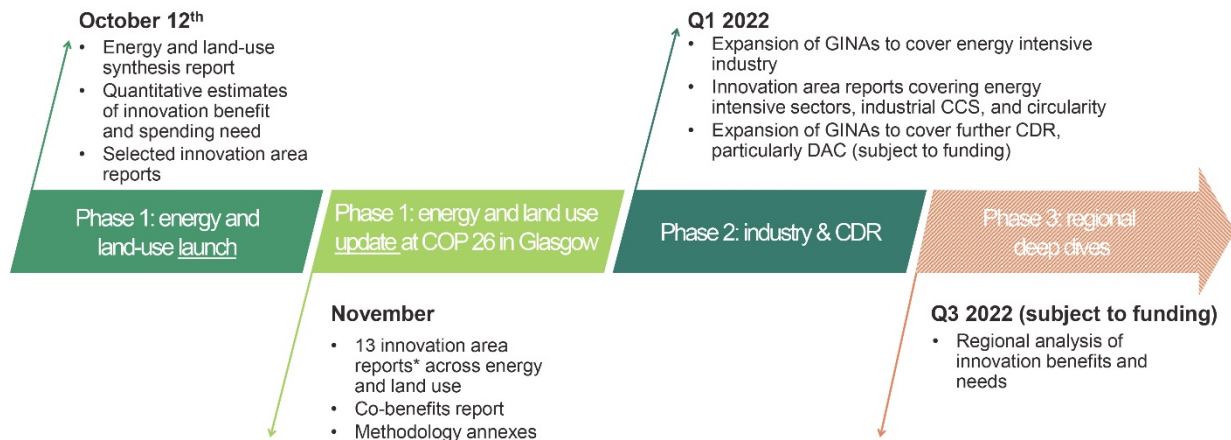 October 12th
• Energy and land-use
synthesis report
• Quantitative estimates
of innovation benefit
and spending need
• Selected innovation area
reports
Q1 2022
• Expansion of GINAs to cover energy intensive
industry
• Innovation area reports covering energy
intensive sectors, industrial CCS, and circularity
• Expansion of GINAs to cover further CDR,
particularly DAC (subject to funding)
Phase 1: energy and
land-use launch
Phase 1: energy and land use
update at COP 26 in Glasgow
Phase 2: industry & CDR
Phase 3: regional
deep dives
November
• 13 innovation area
reports* across energy
and land use
• Co-benefits report
• Methodology annexes
Q3 2022 (subject to funding)
• Regional analysis of
innovation benefits and
needs